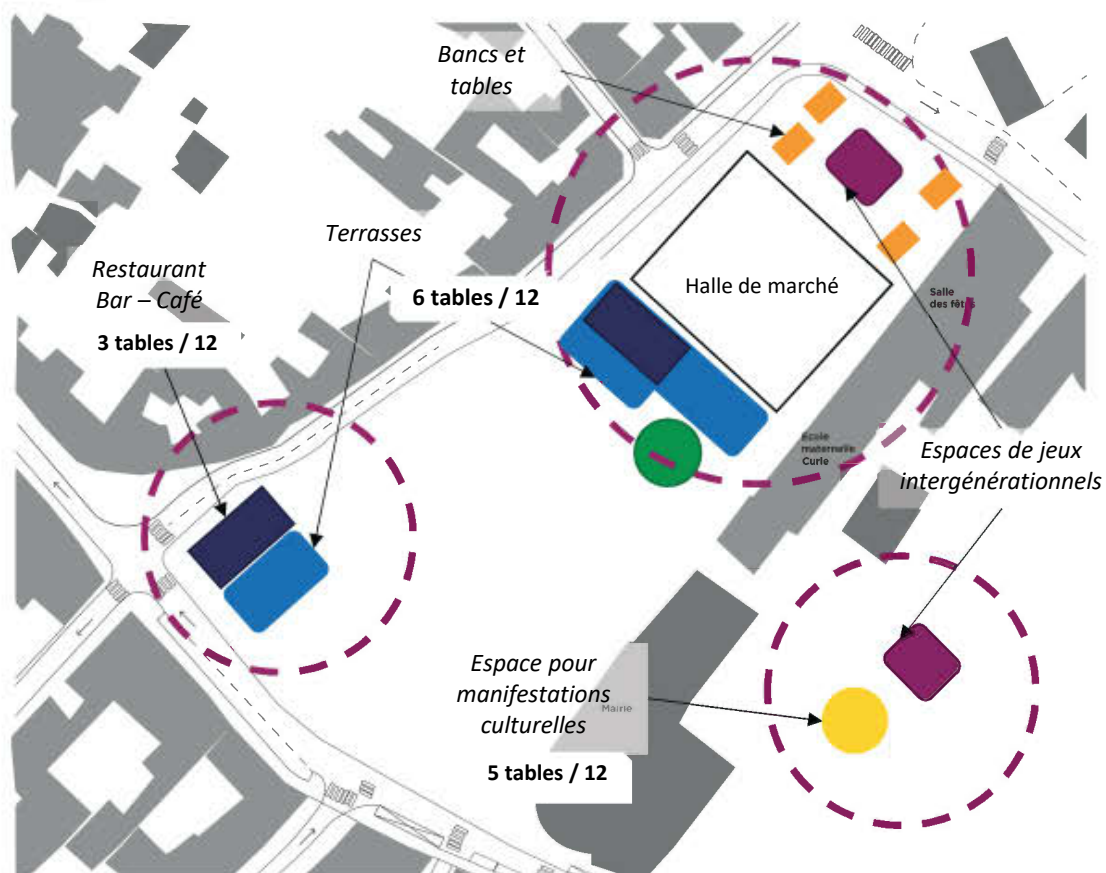 Bancs et
tables
Terrasses
Restaurant
Bar – Café
3 tables / 12
6 tables / 12
Halle de marché
Salle
des fêtes
École
maternelle
Curie
Espaces de jeux
intergénérationnels
Espace pour
manifestations
culturelles
Mairie
5 tables / 12